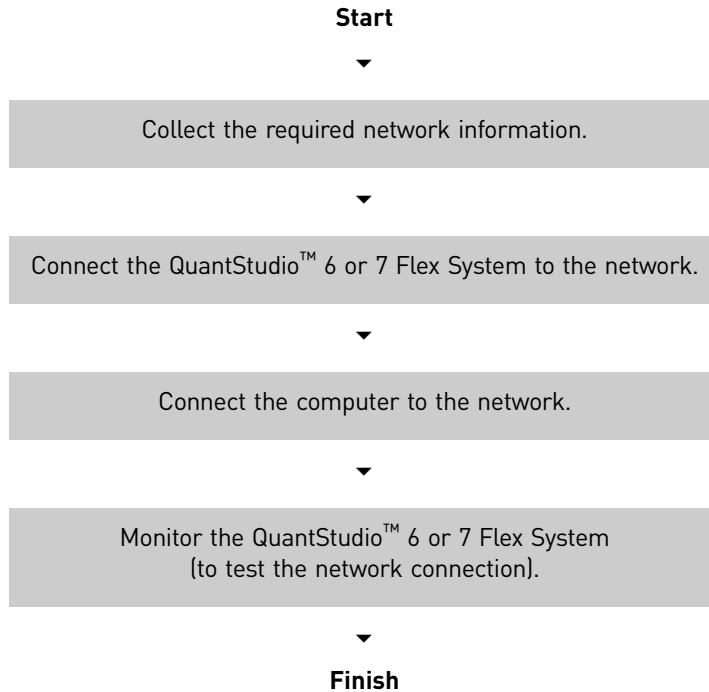 Start
Collect the required network information.
Connect the QuantStudio™ 6 or 7 Flex System to the network.
Connect the computer to the network.
Monitor the QuantStudio™ 6 or 7 Flex System
(to test the network connection).
Finish